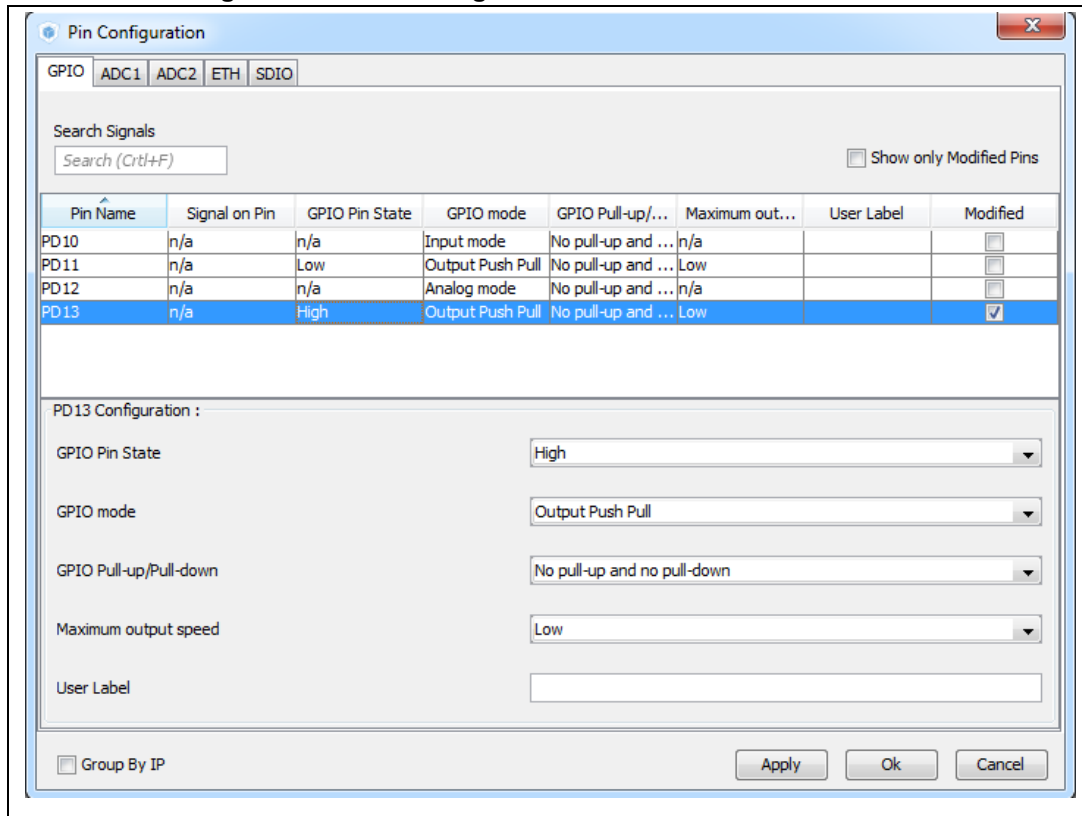 Pin Configuration
GPIO ADC1 ADC2 ETH SDIO
Search Signals
Search (Crtl+F)
Show only Modified Pins
Pin Name Signal on Pin GPIO Pin State GPIO mode GPIO Pull-up/... Maximum out... User Label Modified
PD10 n/a n/a Input mode No pull-up and ... n/a
PD11 n/a Low Output Push Pull No pull-up and ... Low
PD12 n/a n/a Analog mode No pull-up and ... n/a
PD13 n/a High Output Push Pull No pull-up and ... Low
PD13 Configuration :
GPIO Pin State High
GPIO mode Output Push Pull
GPIO Pull-up/Pull-down No pull-up and no pull-down
Maximum output speed Low
User Label
Group By IP Apply Ok Cancel